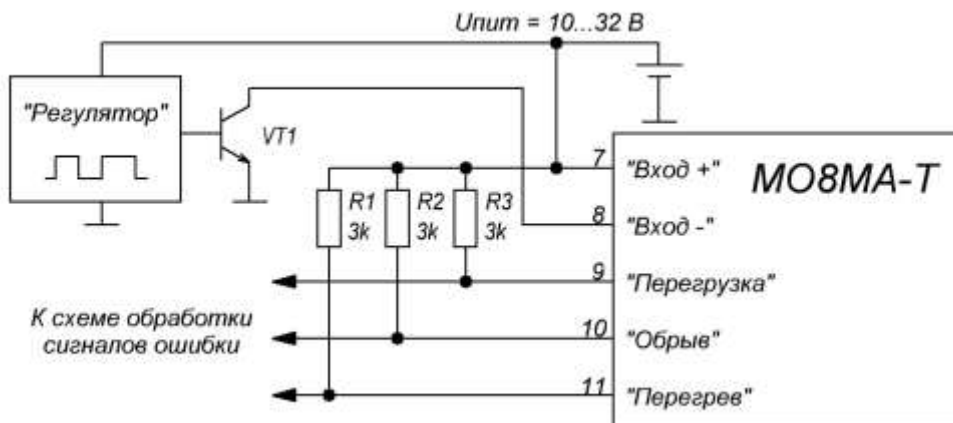 Uпит = 10...32 В
"Регулятор"
VT1
R1
3k
R2
3k
R3
3k
К схеме обработки
сигналов ошибки
MO8MA-T
7
"Вход +"
8
"Вход -"
9
"Перегрузка"
10
"Обрыв"
11
"Перегрев"